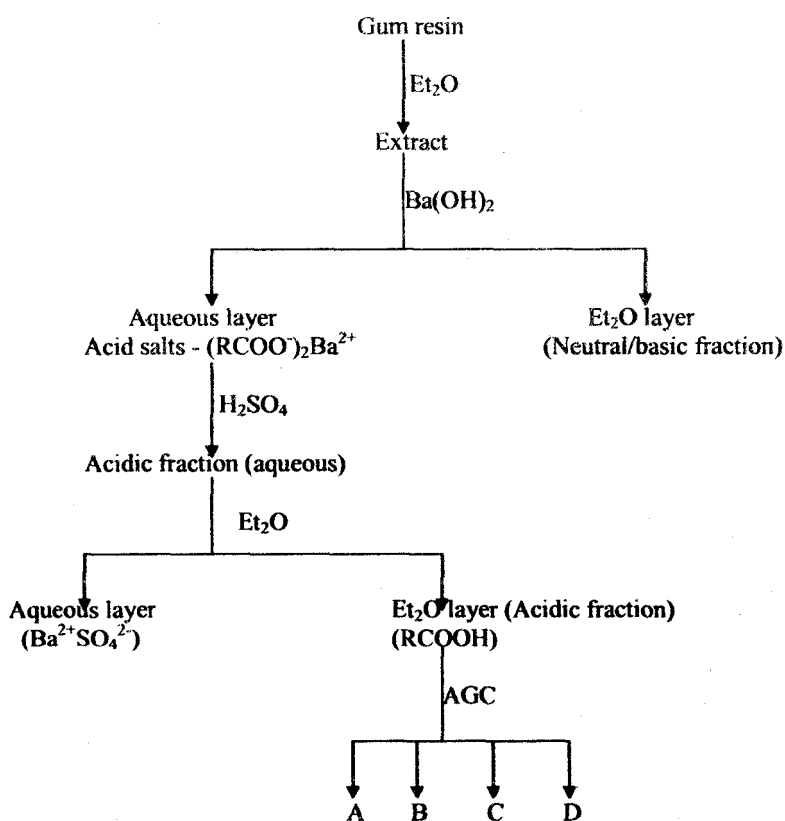 Gum resin
Et₂O
Extract
Ba(OH)₂
Aqueous layer
Acid salts - (RCOO⁻)₂Ba²⁺
Et₂O layer
(Neutral/basic fraction)
H₂SO₄
Acidic fraction (aqueous)
Et₂O
Aqueous layer
(Ba²⁺SO₄²⁻)
Et₂O layer (Acidic fraction)
(RCOOH)
AGC
A B C D